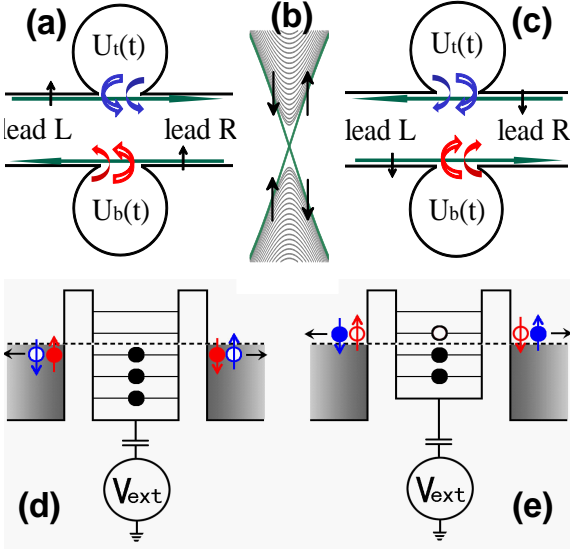 (a)
(b)
(c)
Ut(t)
Ut(t)
lead L
lead R
lead L
lead R
Ub(t)
Ub(t)
Vext
Vext
(d)
(e)